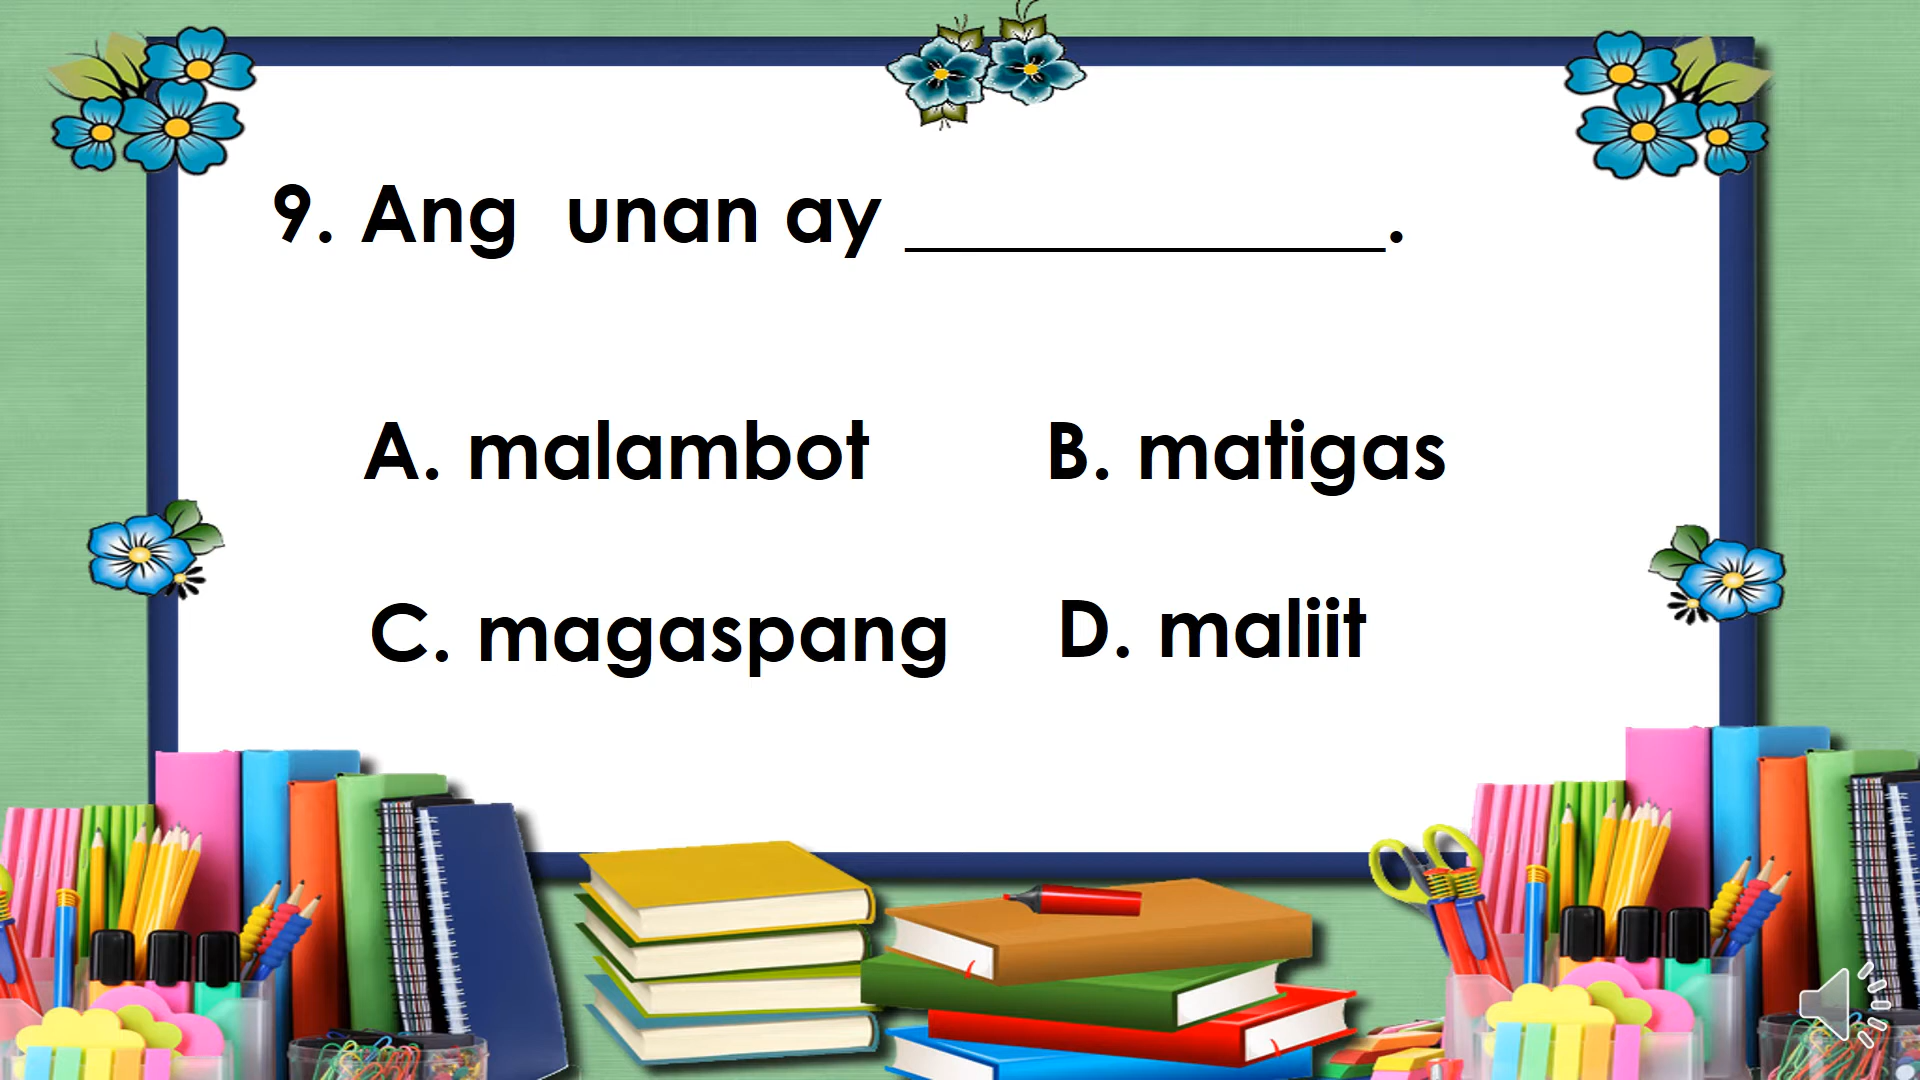 9. Ang unan ay ____________.
A. malambot B. matigas
C. magaspang D. maliit